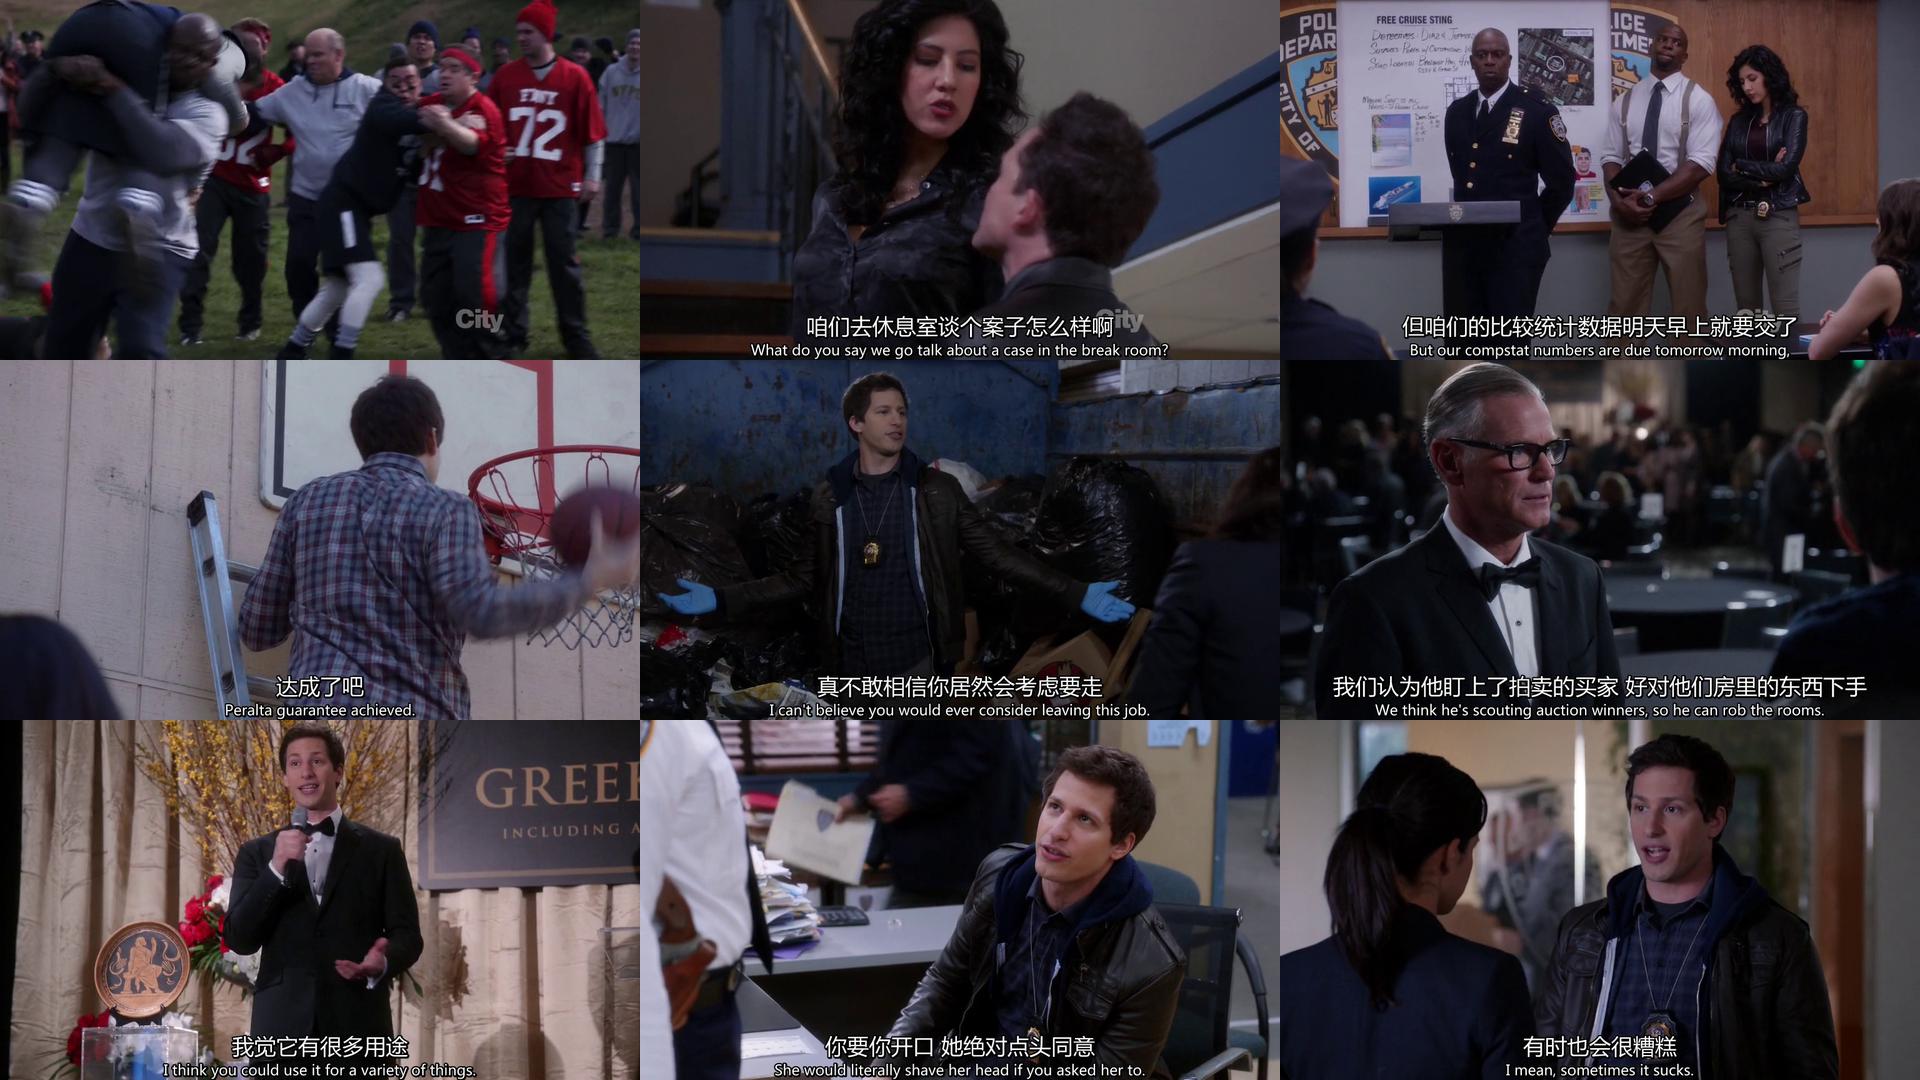 72
City
咱们去休息室谈个案子怎么样啊
What do you say we go talk about a case in the break room?
City
FREE CRUISE STING
但咱们的比较统计数据明天早上就要交了
But our compstat numbers are due tomorrow morning,
达成了吧
Peralta guarantee achieved.
真不敢相信你居然会考虑要走
I can't believe you would ever consider leaving this job.
我们认为他盯上了拍卖的买家 好对他们房里的东西下手
We think he's scouting auction winners, so he can rob the rooms.
GREE
INCLUDING A
我觉它有很多用途
I think you could use it for a variety of things.
你要你开口 她绝对点头同意
She would literally shave her head if you asked her to.
有时也会很糟糕
I mean, sometimes it sucks.